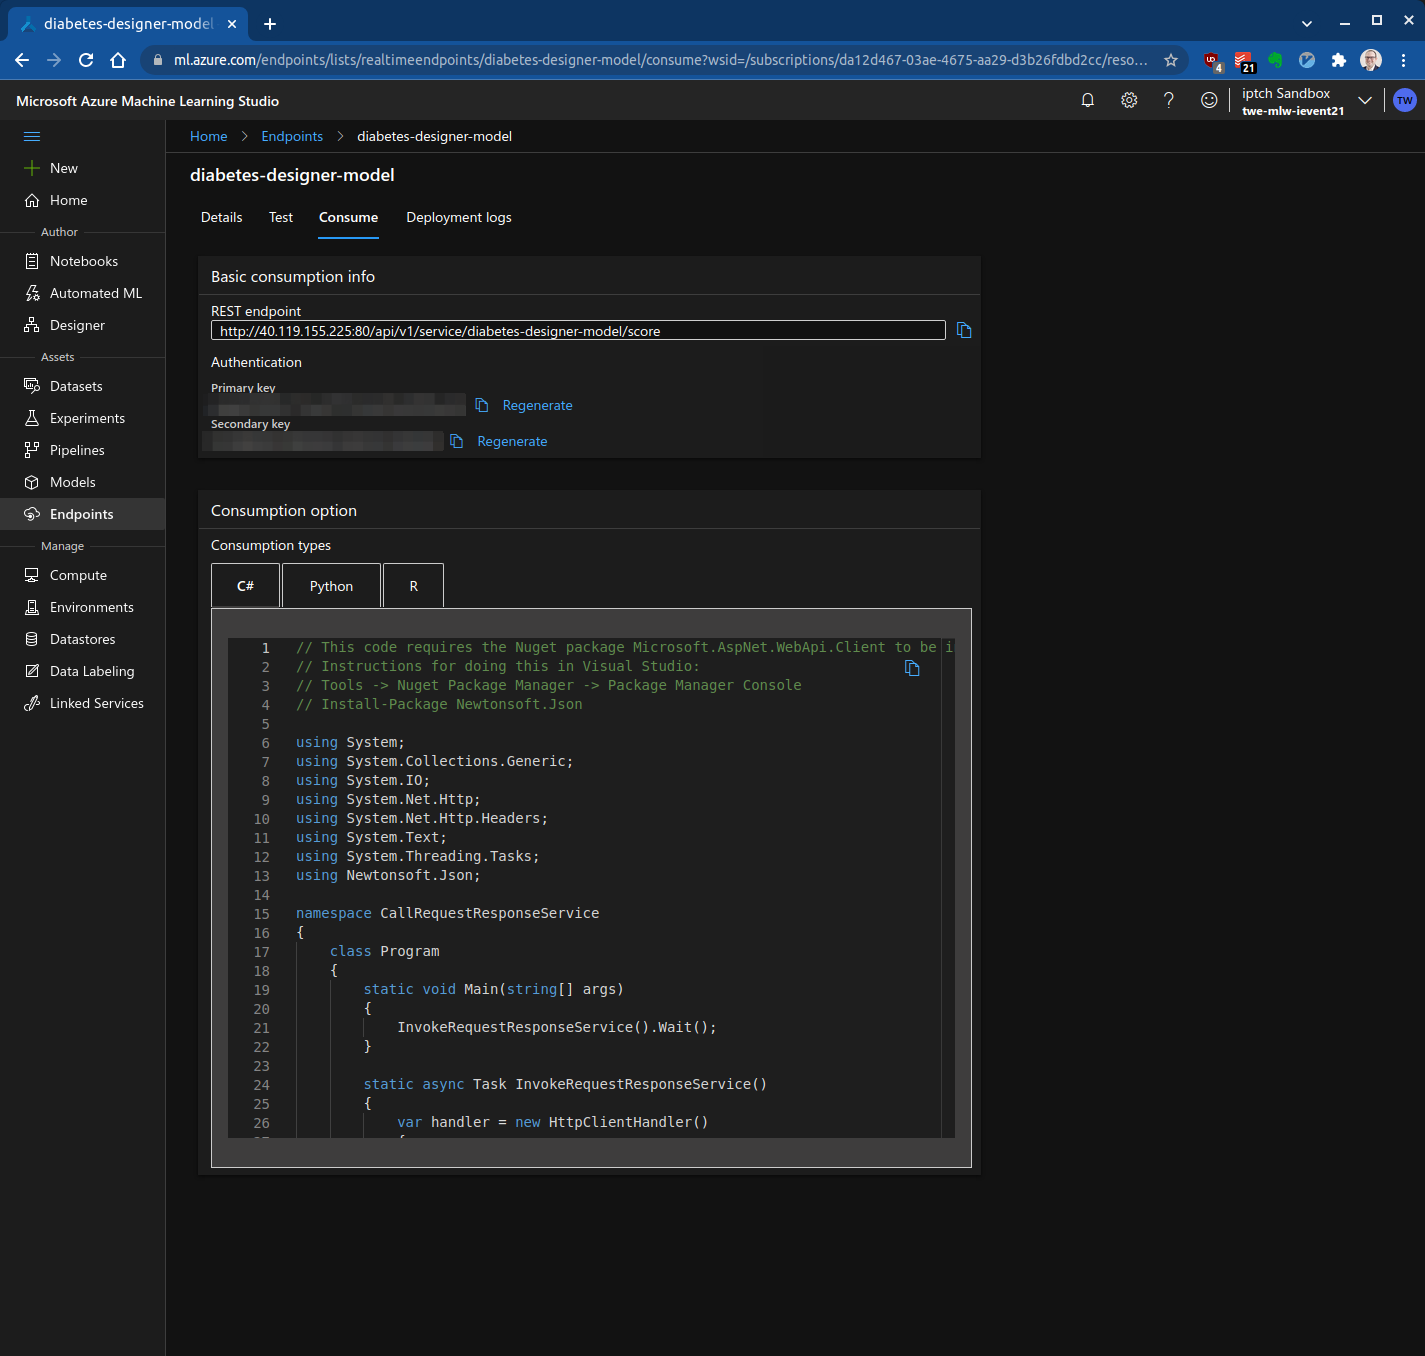 diabetes-designer-model
ml.azure.com/endpoints/lists/realtimeendpoints/diabetes-designer-model/consume?wsid=/subscriptions/da12d467-03ae-4675-aa29-d3b26fdbd2cc/reso...
4
21
Microsoft Azure Machine Learning Studio
iptch Sandbox
twe-mlw-ievent21
TW
Home > Endpoints > diabetes-designer-model
New
Home
Author
Notebooks
Automated ML
Designer
Assets
Datasets
Experiments
Pipelines
Models
Endpoints
Manage
Compute
Environments
Datastores
Data Labeling
Linked Services
diabetes-designer-model
Details Test Consume Deployment logs
Basic consumption info
REST endpoint
http://40.119.155.225:80/api/v1/service/diabetes-designer-model/score
Authentication
Primary key
Regenerate
Secondary key
Regenerate
Consumption option
Consumption types
C# Python R
1 // This code requires the Nuget package Microsoft.AspNet.WebApi.Client to be i
2 // Instructions for doing this in Visual Studio:
3 // Tools -> Nuget Package Manager -> Package Manager Console
4 // Install-Package Newtonsoft.Json
5
6 using System;
7 using System.Collections.Generic;
8 using System.IO;
9 using System.Net.Http;
10 using System.Net.Http.Headers;
11 using System.Text;
12 using System.Threading.Tasks;
13 using Newtonsoft.Json;
14
15 namespace CallRequestResponseService
16 {
17 class Program
18 {
19 static void Main(string[] args)
20 {
21 InvokeRequestResponseService().Wait();
22 }
23
24 static async Task InvokeRequestResponseService()
25 {
26 var handler = new HttpClientHandler()